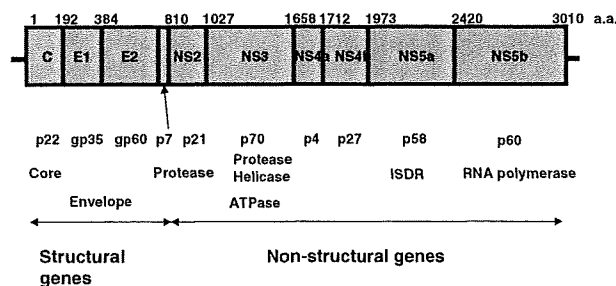 1 192 384 810 1027 1658 1712 1973 2420 3010 a.a.
C E1 E2 NS2 NS3 NS4a NS4b NS5a NS5b
p22 gp35 gp60 p7 p21 p70 p4 p27 p58 p60
Core Protease Protease ISDR RNA polymerase
Helicase
Envelope ATPase
Structural Non-structural genes
genes